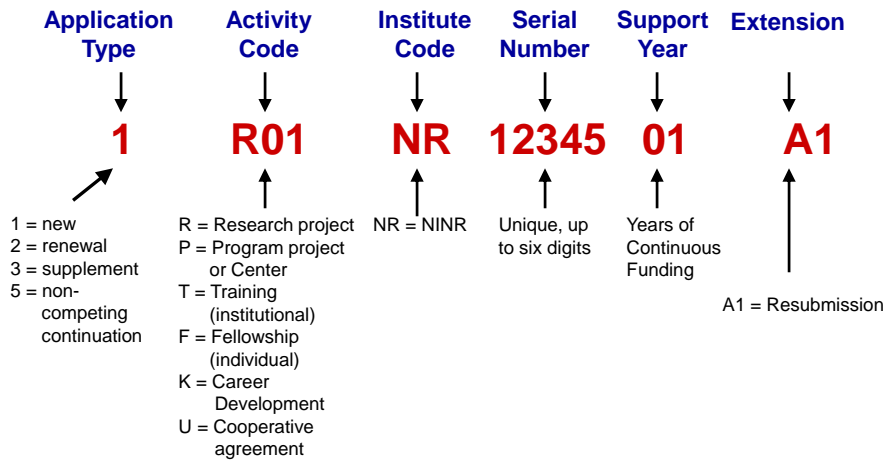 Application
Type
Activity
Code
Institute
Code
Serial
Number
Support
Year
Extension
1 R01 NR 12345 01 A1
1 = new
2 = renewal
3 = supplement
5 = non-
competing
continuation
R = Research project
P = Program project
or Center
T = Training
(institutional)
F = Fellowship
(individual)
K = Career
Development
U = Cooperative
agreement
NR = NINR
Unique, up
to six digits
Years of
Continuous
Funding
A1 = Resubmission